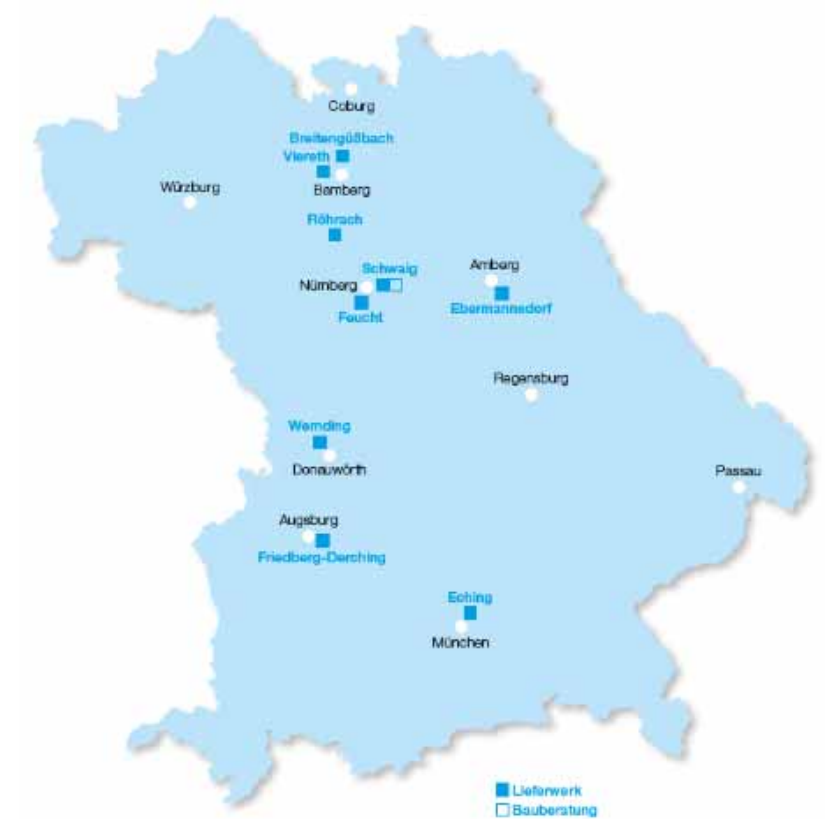 Coburg
Breitengüßbach
Viereth
Bamberg
Würzburg
Röhrach
Schwaig
Nürnberg
Feucht
Amberg
Ebermannsdorf
Regensburg
Wemding
Donauwörth
Passau
Augsburg
Friedberg-Derching
Eching
München
Lieferwerk
Bauberatung